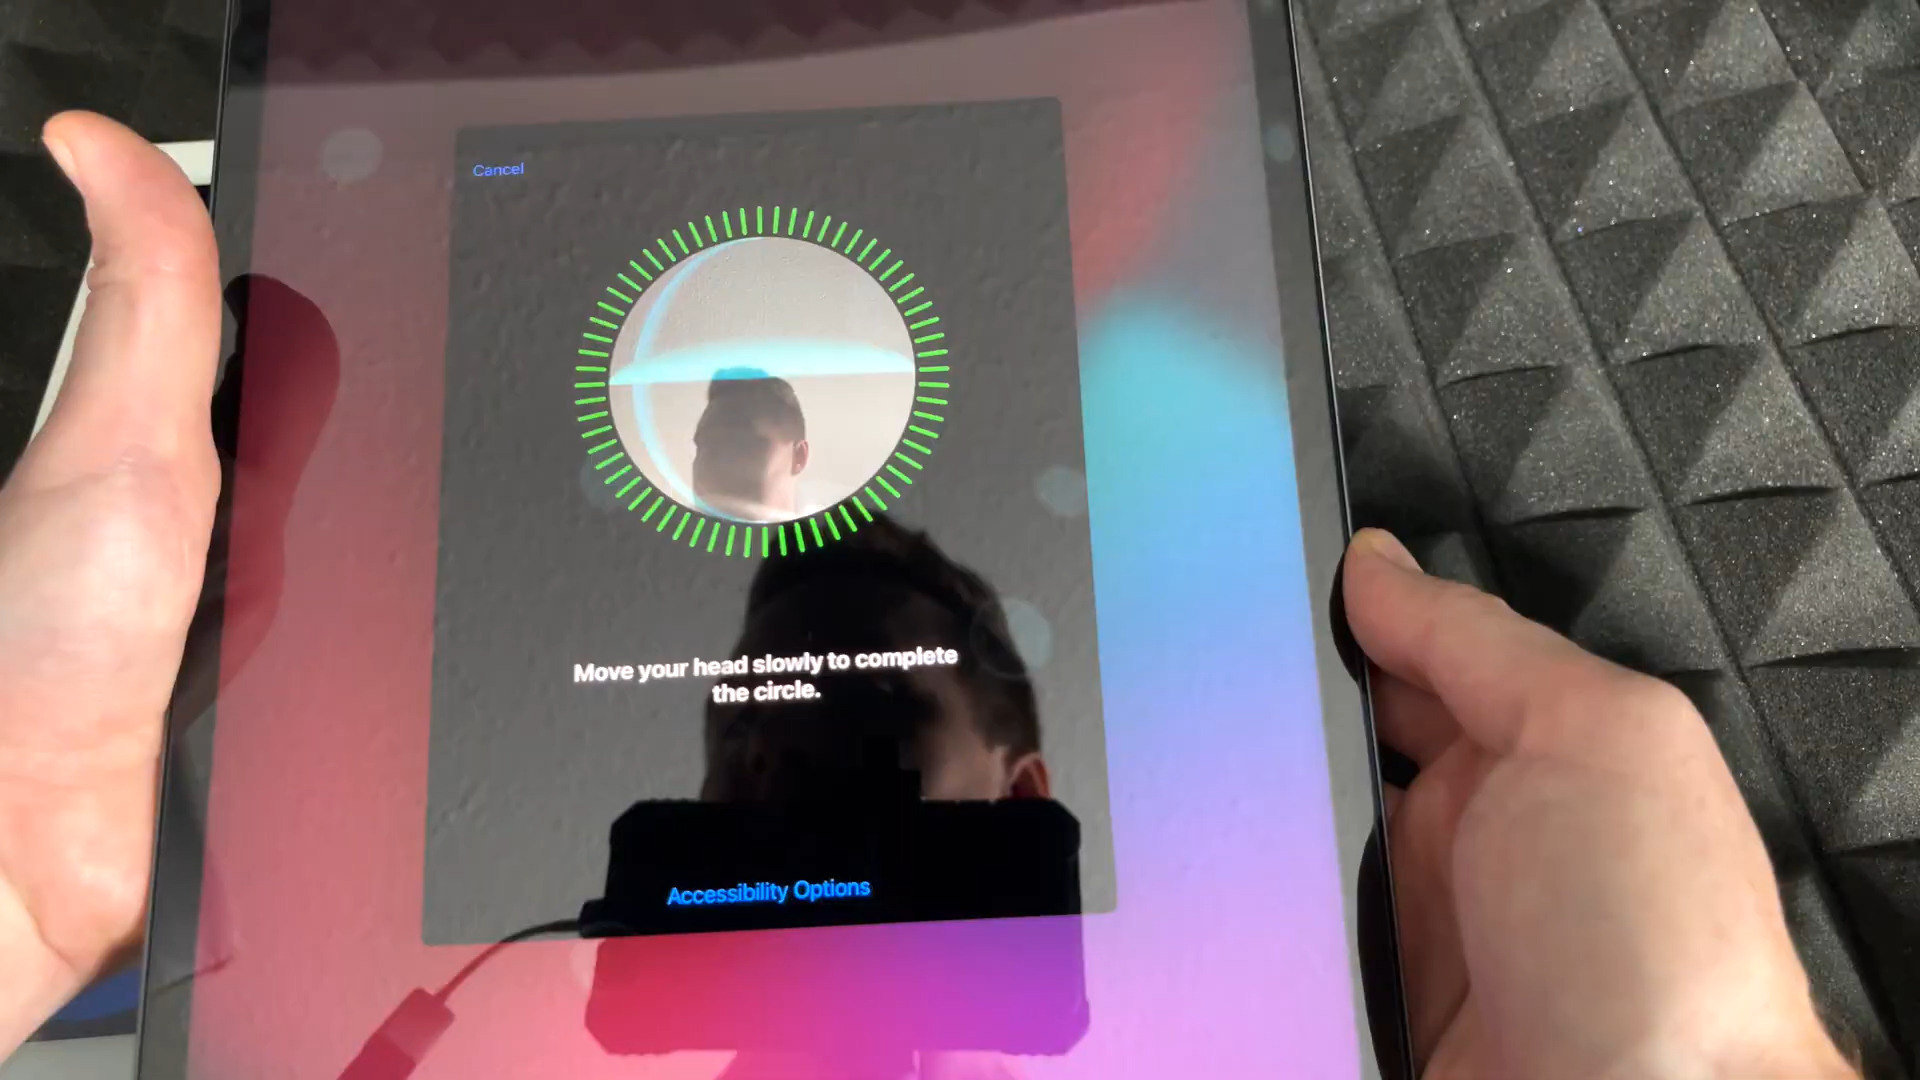 Cancel
Move your head slowly to complete
the circle.
Accessibility Options